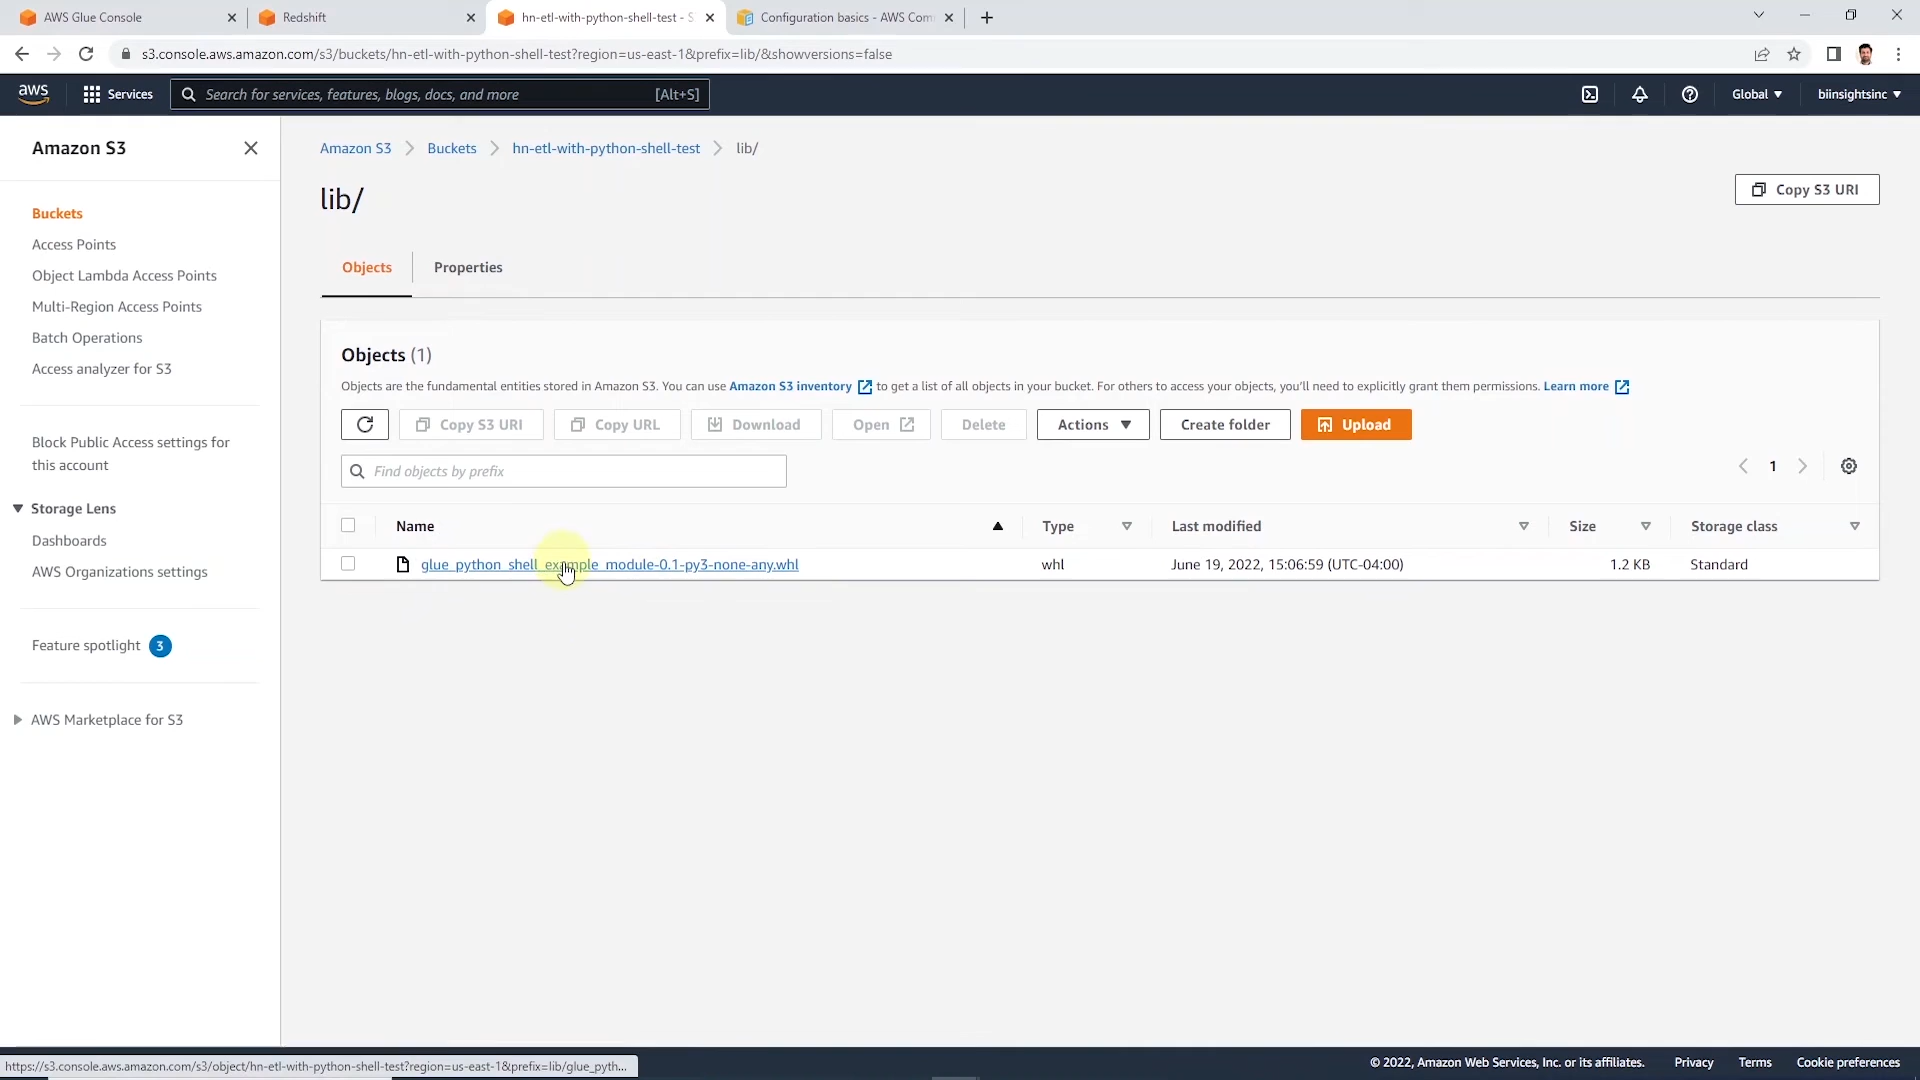 AWS Glue Console
Redshift
hn-etl-with-python-shell-test - S
Configuration basics - AWS Com
s3.console.aws.amazon.com/s3/buckets/hn-etl-with-python-shell-test?region=us-east-1&prefix=lib/&showversions=false
aws
Services
Search for services, features, blogs, docs, and more
[Alt+S]
Global
biinsightsinc
Amazon S3
Buckets
Access Points
Object Lambda Access Points
Multi-Region Access Points
Batch Operations
Access analyzer for S3
Block Public Access settings for
this account
Storage Lens
Dashboards
AWS Organizations settings
Feature spotlight 3
AWS Marketplace for S3
Amazon S3 Buckets hn-etl-with-python-shell-test lib/
lib/
Copy S3 URI
Objects
Properties
Objects (1)
Objects are the fundamental entities stored in Amazon S3. You can use Amazon S3 inventory to get a list of all objects in your bucket. For others to access your objects, you'll need to explicitly grant them permissions. Learn more
Copy S3 URI
Copy URL
Download
Open
Delete
Actions
Create folder
Upload
Find objects by prefix
1
Name Type Last modified Size Storage class
glue_python_shell_example_module-0.1-py3-none-any.whl whl June 19, 2022, 15:06:59 (UTC-04:00) 1.2 KB Standard
https://s3.console.aws.amazon.com/s3/object/hn-etl-with-python-shell-test?region=us-east-1&prefix=lib/glue_pyth...
© 2022, Amazon Web Services, Inc. or its affiliates.
Privacy
Terms
Cookie preferences